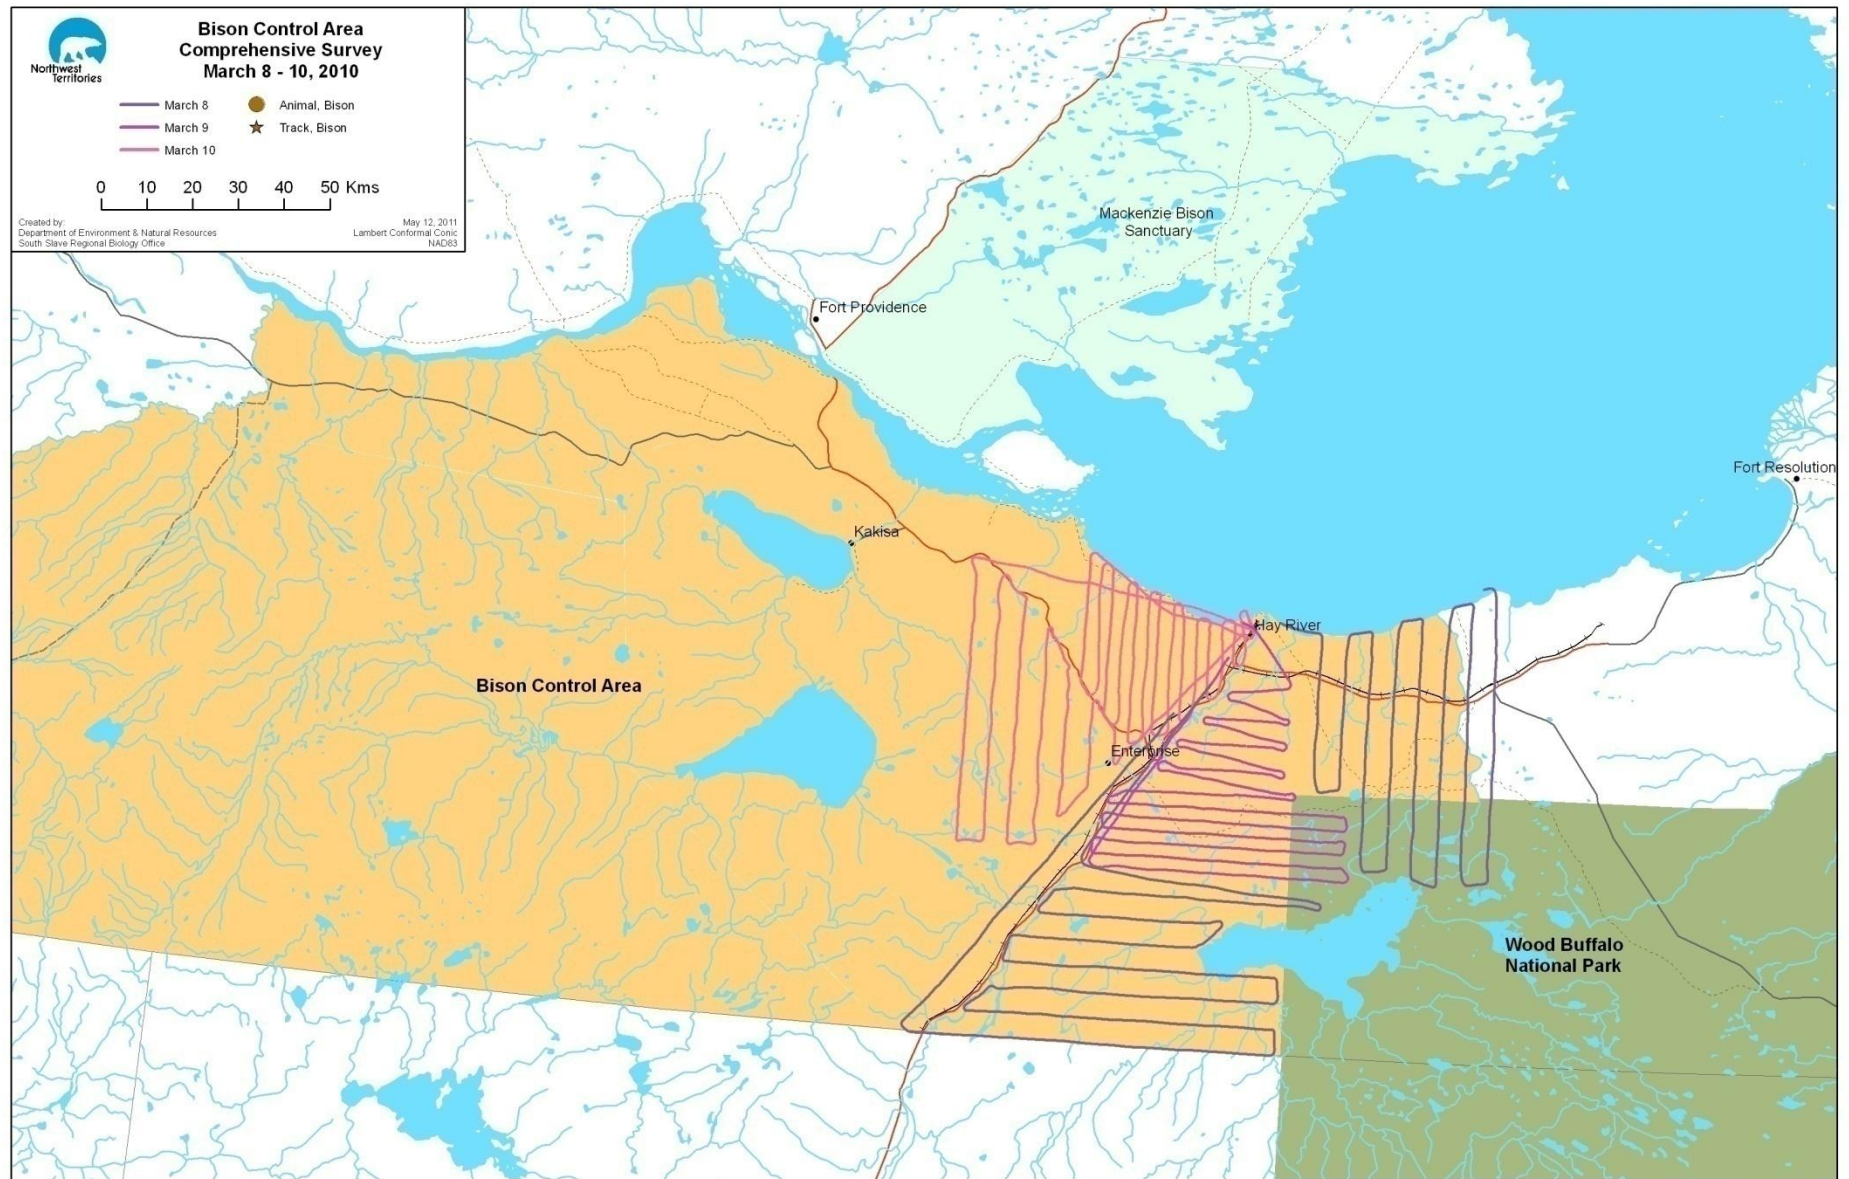 Northwest
Territories
Bison Control Area
Comprehensive Survey
March 8 - 10, 2010
March 8
March 9
March 10
Animal, Bison
Track, Bison
0 10 20 30 40 50 Kms
Created by:
Department of Environment & Natural Resources
South Slave Regional Biology Office
May 12, 2011
Lambert Conformal Conic
NAD83
Mackenzie Bison
Sanctuary
Fort Providence
Fort Resolution
Kakisa
Hay River
Bison Control Area
Enterprise
Wood Buffalo
National Park